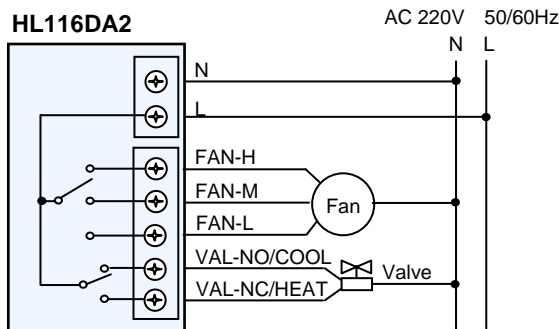 HL116DA2
AC 220V 50/60Hz
N L
N
L
FAN-H
FAN-M
FAN-L
Fan
VAL-NO/COOL
Valve
VAL-NC/HEAT